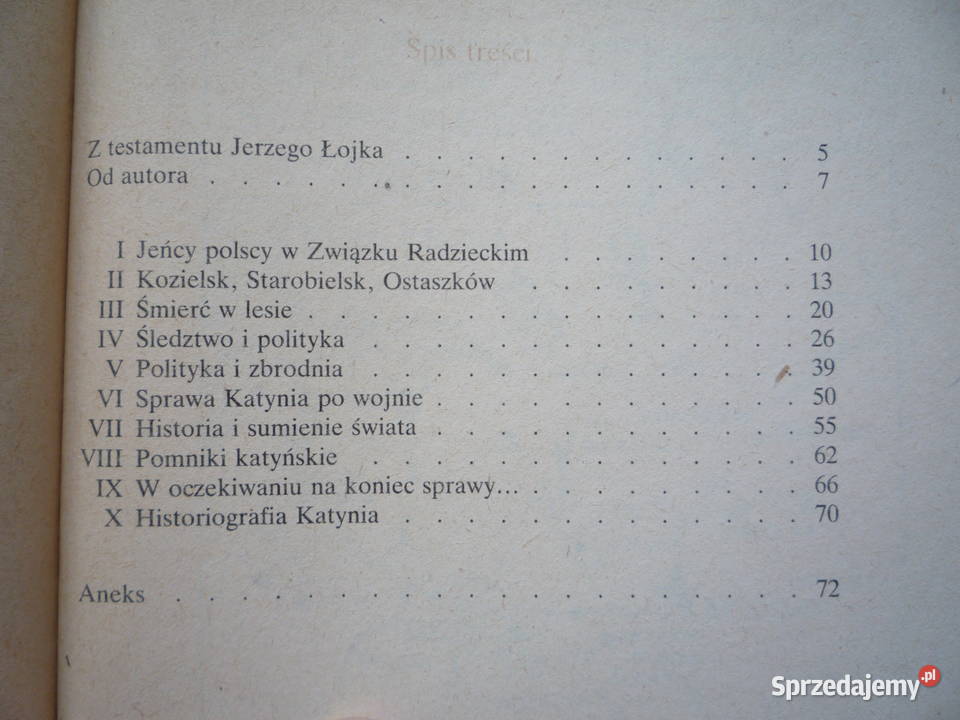 Spis treści
Z testamentu Jerzego Łojka . . . . . . . . . . . . . 5
Od autora . . . . . . . . . . . . . . . . . . . 7
I Jeńcy polscy w Związku Radzieckim . . . . . . . . 10
II Kozielsk, Starobielsk, Ostaszków . . . . . . . . . 13
III Śmierć w lesie . . . . . . . . . . . . . . . . 20
IV Śledztwo i polityka . . . . . . . . . . . . . . 26
V Polityka i zbrodnia . . . . . . . . . . . . . . 39
VI Sprawa Katynia po wojnie . . . . . . . . . . . . 50
VII Historia i sumienie świata . . . . . . . . . . . . 55
VIII Pomniki katyńskie . . . . . . . . . . . . . . 62
IX W oczekiwaniu na koniec sprawy... . . . . . . . . . 66
X Historiografia Katynia . . . . . . . . . . . . . 70
Aneks . . . . . . . . . . . . . . . . . . . . 72
Sprzedajemy.pl